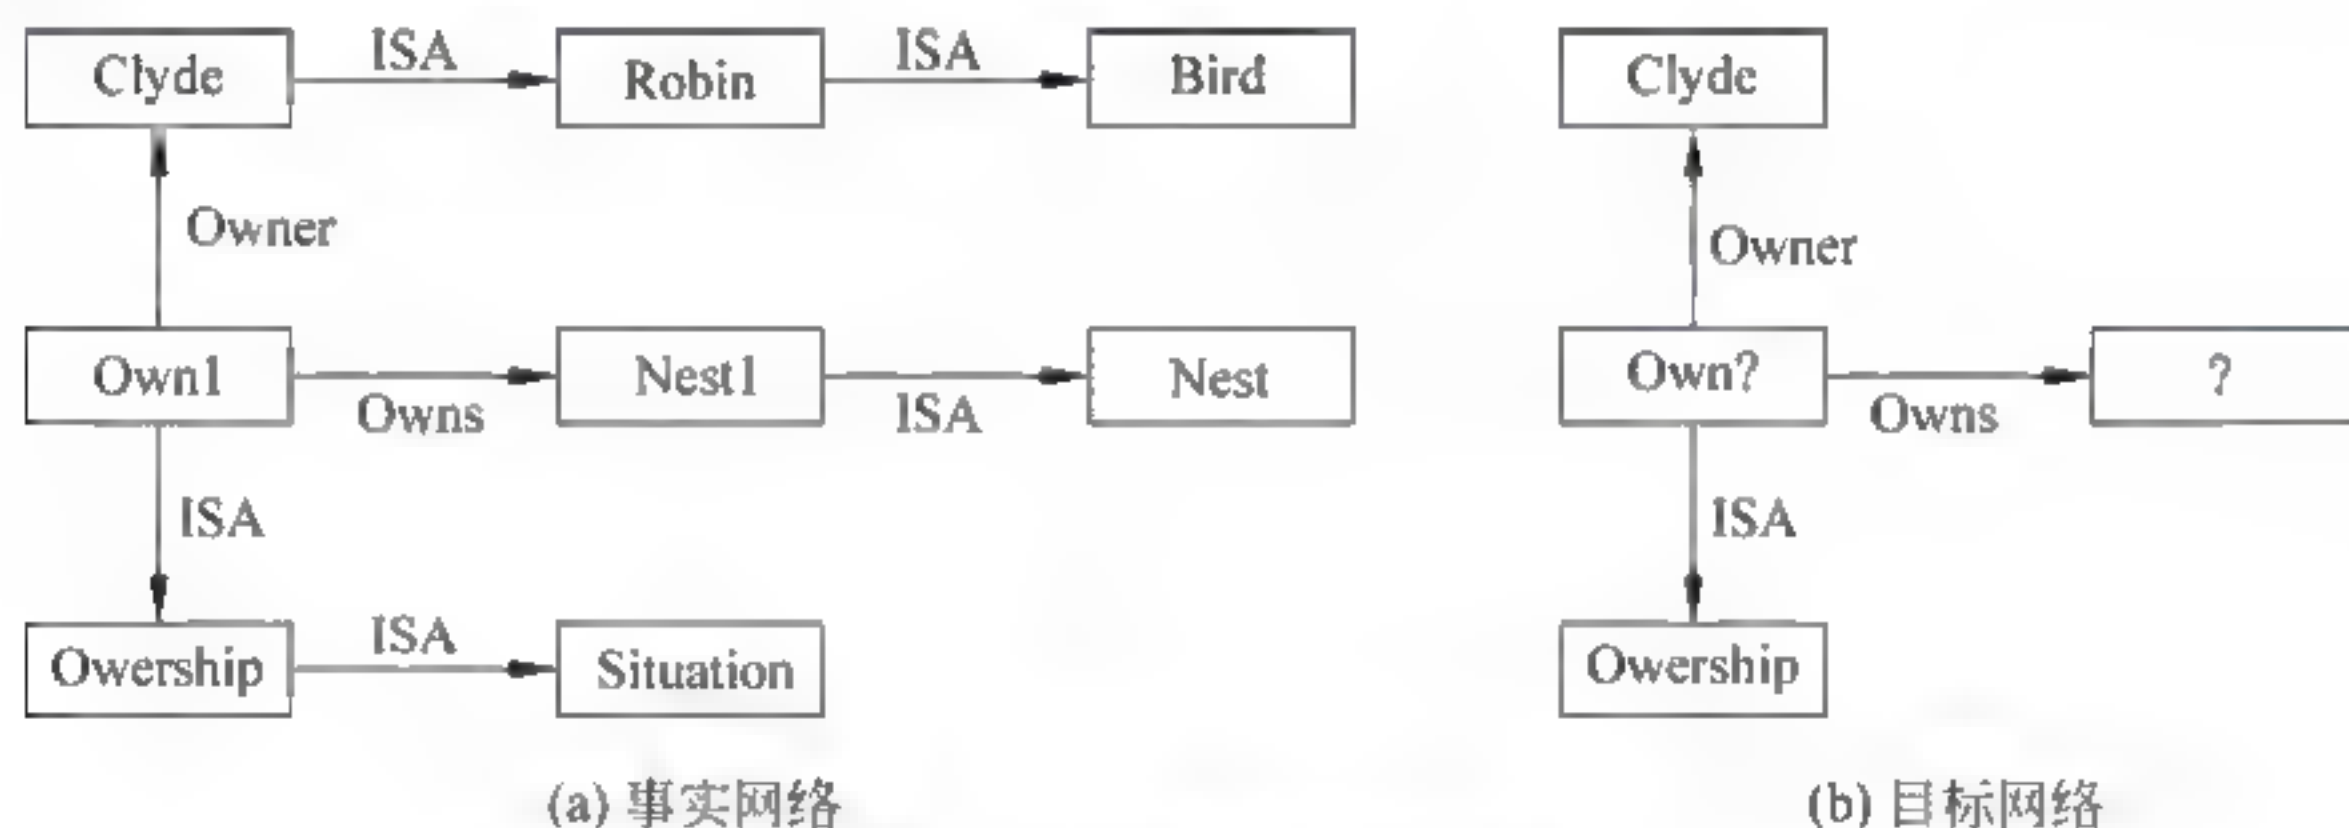 ISA ISA
Clyde Robin Bird Clyde
Owner Owner
Own1 Nest1 Nest Own? ?
Owns ISA Owns
ISA ISA
ISA
Owership Situation Owership
(a) 事实网络 (b) 目标网络